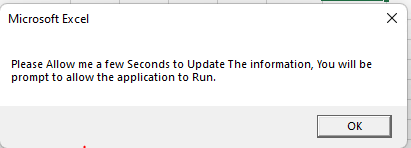 Microsoft Excel
Please Allow me a few Seconds to Update The information, You will be
prompt to allow the application to Run.
OK